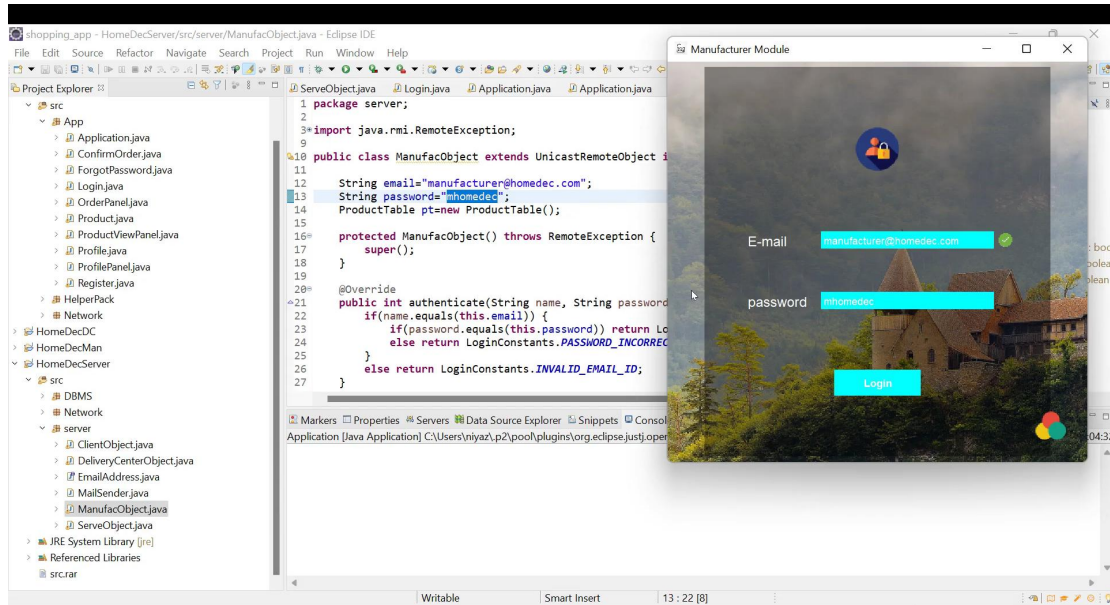 shopping_app - HomeDecServer/src/server/ManufacObject.java - Eclipse IDE
File Edit Source Refactor Navigate Search Project Run Window Help
Project Explorer
src
App
Application.java
ConfirmOrder.java
ForgotPassword.java
Login.java
OrderPanel.java
Product.java
ProductViewPanel.java
Profile.java
ProfilePanel.java
Register.java
HelperPack
Network
HomeDecDC
HomeDecMan
HomeDecServer
src
DBMS
Network
server
ClientObject.java
DeliveryCenterObject.java
EmailAddress.java
MailSender.java
ManufacObject.java
ServeObject.java
JRE System Library [jre]
Referenced Libraries
src.rar
ServeObject.java Login.java Application.java Application.java
1 package server;
2
3 import java.rmi.RemoteException;
9
10 public class ManufacObject extends UnicastRemoteObject i
11
12 String email="manufacturer@homedec.com";
13 String password="mhomedec";
14 ProductTable pt=new ProductTable();
15
16 protected ManufacObject() throws RemoteException {
17 super();
18 }
19
20 @Override
21 public int authenticate(String name, String password
22 if(name.equals(this.email)) {
23 if(password.equals(this.password)) return Lo
24 else return LoginConstants.PASSWORD_INCORREC
25 }
26 else return LoginConstants.INVALID_EMAIL_ID;
27 }
Markers Properties Servers Data Source Explorer Snippets Consol
Application [Java Application] C:\Users\niyaz\.p2\pool\plugins\org.eclipse.justj.oper
Manufacturer Module
E-mail manufacturer@homedec.com
password mhomedec
Login
Writable Smart Insert 13 : 22 [8]